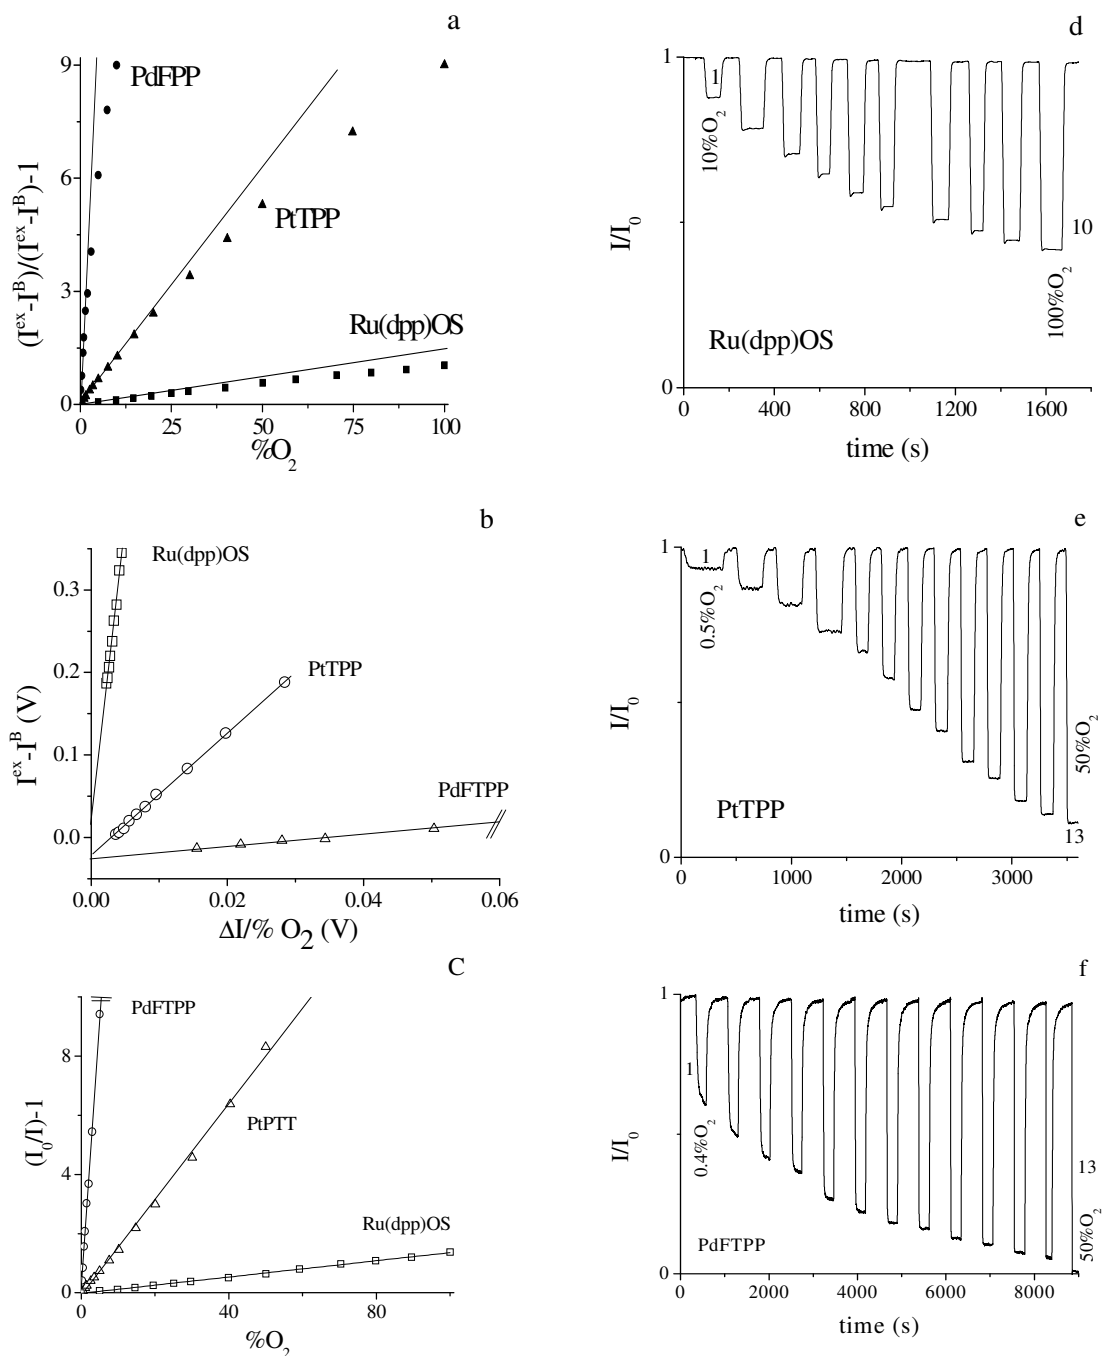 a
(I^ex-I^B)/(I^ex-I^B)-1
9
6
3
0
PdFPP
PtTPP
Ru(dpp)OS
0 25 50 75 100
%O2
b
I^ex-I^B (V)
0.3
0.2
0.1
0.0
Ru(dpp)OS
PtTPP
PdFTPP
0.00 0.02 0.04 0.06
ΔI/% O2 (V)
C
(I0/I)-1
8
4
0
PdFTPP
PtPTT
Ru(dpp)OS
0 40 80
%O2
d
I/I0
1
0
1
10%O2
10
100%O2
Ru(dpp)OS
0 400 800 1200 1600
time (s)
e
I/I0
1
0
1
0.5%O2
50%O2
13
PtTPP
0 1000 2000 3000
time (s)
f
I/I0
1
0
1
0.4%O2
13
50%O2
PdFTPP
0 2000 4000 6000 8000
time (s)